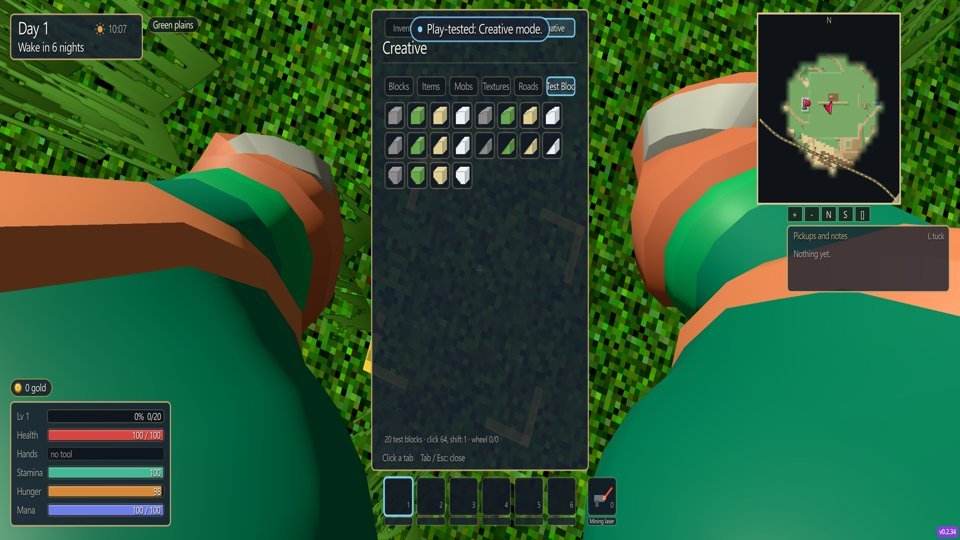 Day 1
10:07
Wake in 6 nights
Green plains
Play-tested: Creative mode.
Creative
Blocks
Items
Mobs
Textures
Roads
Test Bloc
N
+
-
N
S
[]
Pickups and notes
L tuck
Nothing yet.
0 gold
Lv 1
0% 0/20
Health
100 / 100
Hands
no tool
Stamina
100
Hunger
Mana
100 / 100
20 test blocks · click 64, shift 1 · wheel 0/0
Click a tab Tab / Esc: close
1
2
3
4
5
6
0
Mining laser
v0.2.34